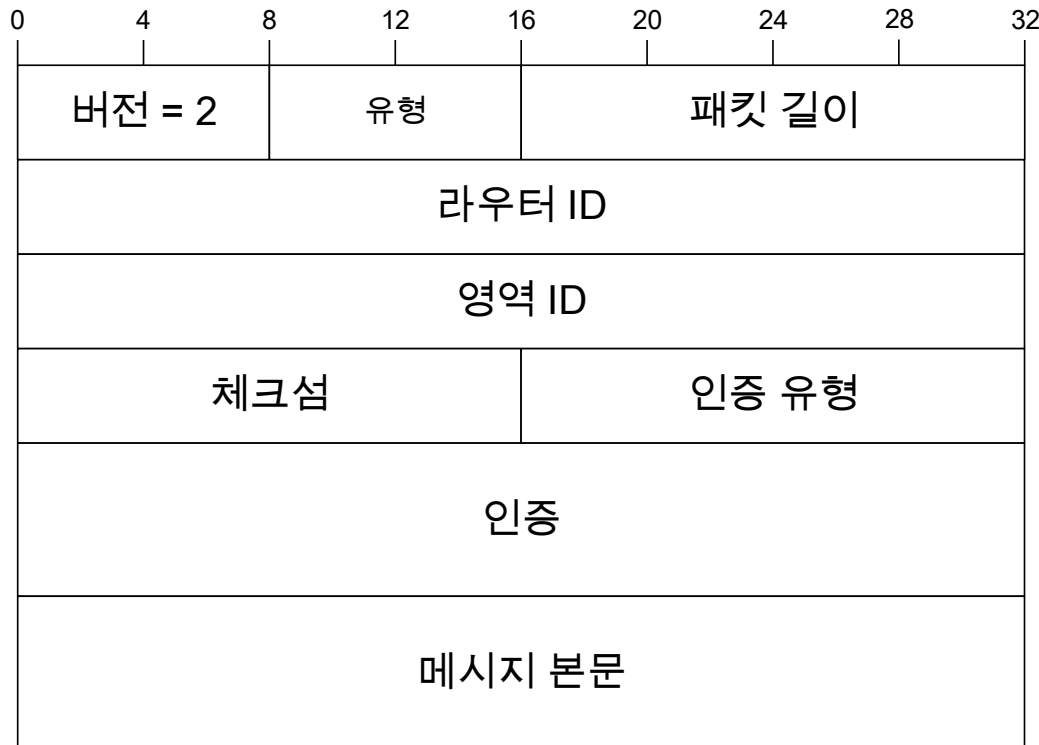 0 4 8 12 16 20 24 28 32
버전 = 2 유형 패킷 길이
라우터 ID
영역 ID
체크섬 인증 유형
인증
메시지 본문